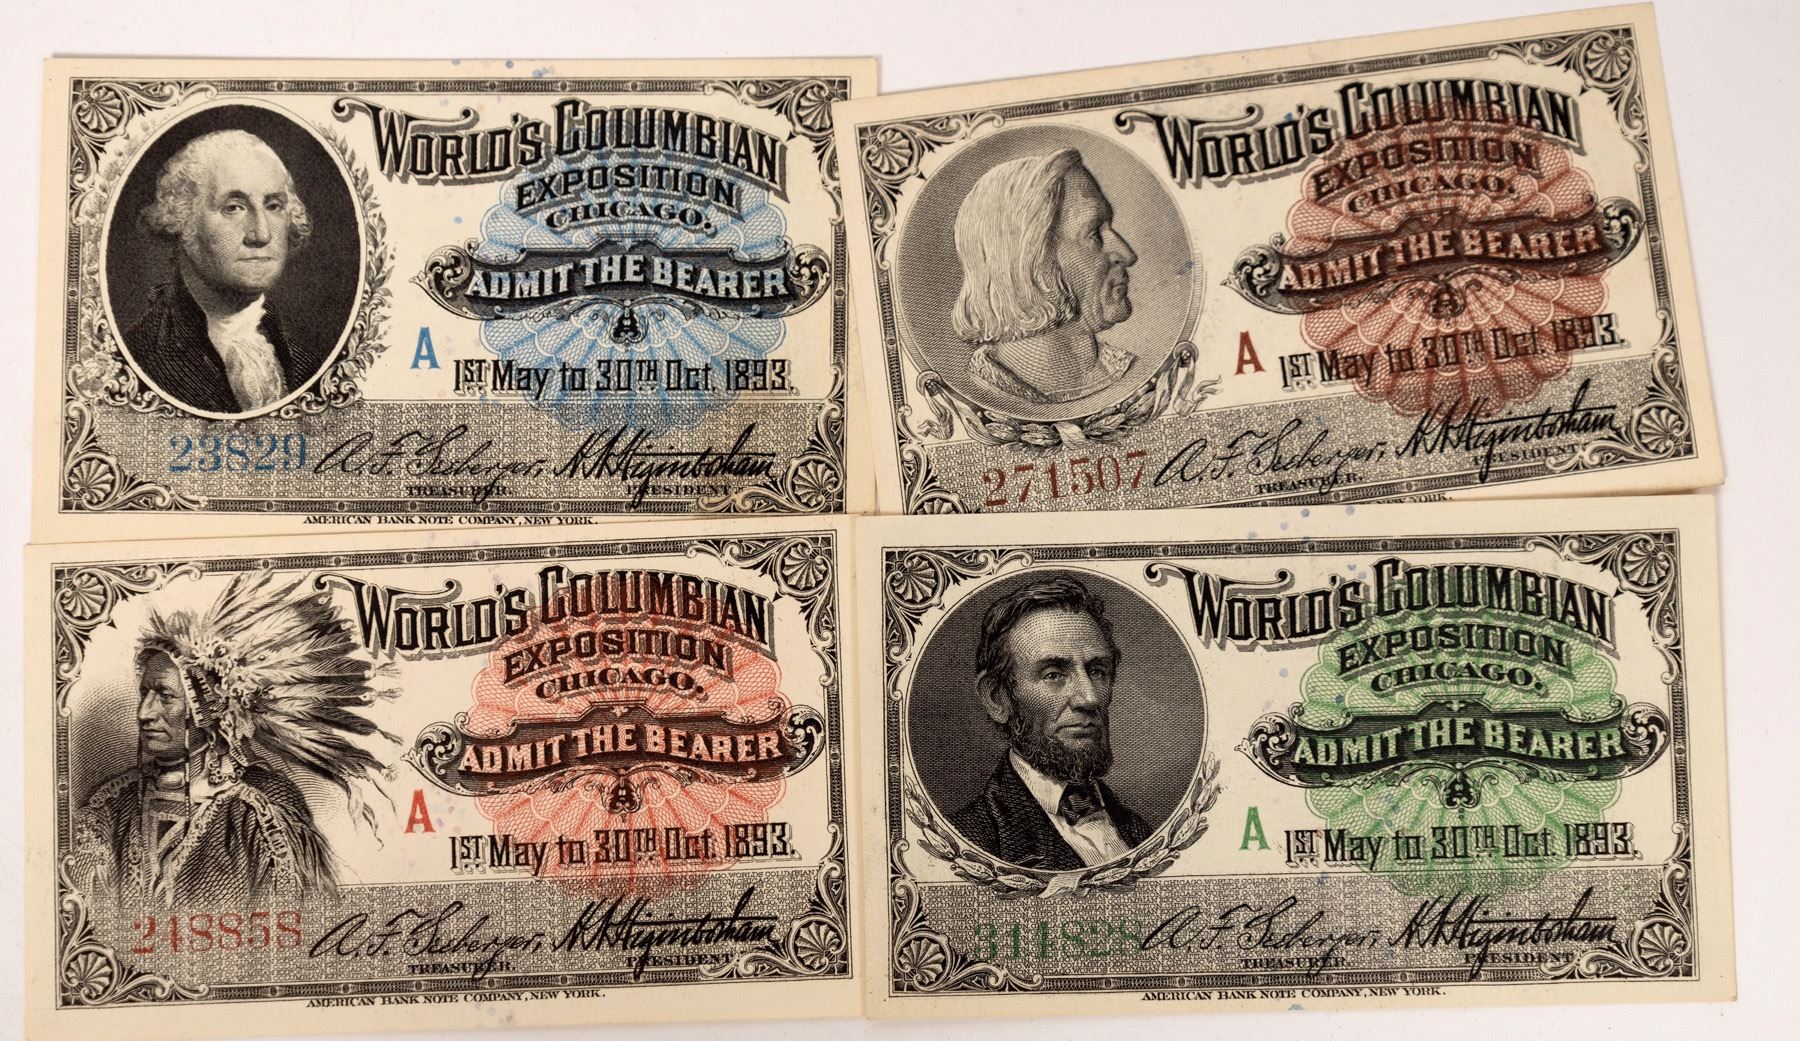 WORLD'S COLUMBIAN
EXPOSITION
CHICAGO.
ADMIT THE BEARER
A
1ST May to 30TH Oct. 1893.
23829
A. F. Seeberger,
TREASURER.
H. N. Higinbotham
PRESIDENT
AMERICAN BANK NOTE COMPANY, NEW YORK.
WORLD'S COLUMBIAN
EXPOSITION
CHICAGO.
ADMIT THE BEARER
A
1ST May to 30TH Oct. 1893.
271507
A. F. Seeberger,
TREASURER.
H. N. Higinbotham
PRESIDENT
NEW YORK.
WORLD'S COLUMBIAN
EXPOSITION
CHICAGO.
ADMIT THE BEARER
A
1ST May to 30TH Oct. 1893.
248858
A. F. Seeberger,
TREASURER.
H. N. Higinbotham
PRESIDENT
AMERICAN BANK NOTE COMPANY, NEW YORK.
WORLD'S COLUMBIAN
EXPOSITION
CHICAGO.
ADMIT THE BEARER
A
1ST May to 30TH Oct. 1893.
A. F. Seeberger,
TREASURER.
H. N. Higinbotham
PRESIDENT
AMERICAN BANK NOTE COMPANY, NEW YORK.